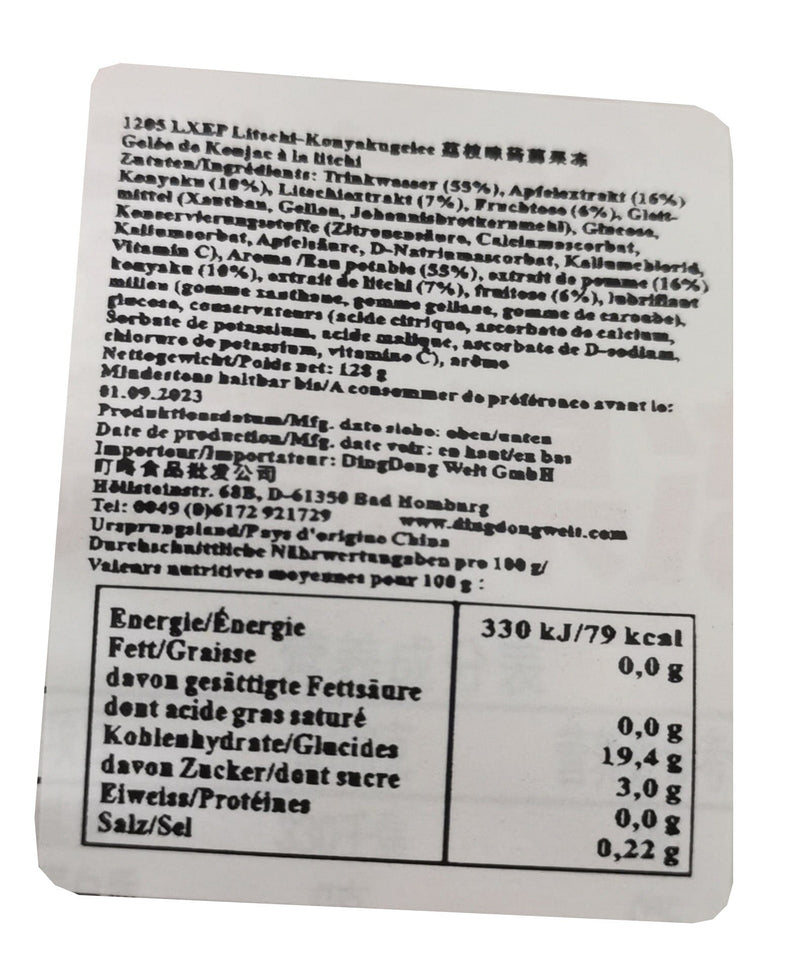 1205 LXEP Litschi-Konyakugelee 荔枝味蒟蒻果冻
Gelée de Konjac à la litchi
Zutaten/Ingrédients: Trinkwasser (55%), Apfelextrakt (16%)
Konyaku (10%), Litschiextrakt (7%), Fruchtose (6%), Gleit-
mittel (Xanthan, Gellan, Johannisbrotkernmehl), Glucose,
Konservierungsstoffe (Zitronensäure, Calciumascorbat,
Kaliumsorbat, Apfelsäure, D-Natriumascorbat, Kaliumchlorid,
Vitamin C), Aroma /Eau potable (55%), extrait de pomme (16%)
konyaku (10%), extrait de litchi (7%), fruitose (6%), lubrifiant
milieu (gomme xanthane, gomme gellane, gomme de caroube),
glucose, conservateurs (acide citrique, ascorbate de calcium,
Sorbate de potassium, acide malique, ascorbate de D-sodium,
chlorure de potassium, vitamine C), arôme
Nettogewicht/Poids net: 128 g
Mindestens haltbar bis/A consommer de préférence avant le:
01.09.2023
Produktionsdatum/Mfg. date siehe: oben/unten
Date de production/Mfg. date voir: en haut/en bas
Importeur/Importateur: DingDong Welt GmbH
叮咚食品批发公司
Höllsteinstr. 68B, D-61350 Bad Homburg
Tel: 0049 (0)6172 921729 www.dingdongwelt.com
Ursprungsland/Pays d'origine China
Durchschnittliche Nährwertangaben pro 100 g/
Valeurs nutritives moyennes pour 100 g :
Energie/Énergie 330 kJ/79 kcal
Fett/Graisse 0,0 g
davon gesättigte Fettsäure
dont acide gras saturé 0,0 g
Kohlenhydrate/Glucides 19,4 g
davon Zucker/dont sucre 3,0 g
Eiweiss/Protéines 0,0 g
Salz/Sel 0,22 g